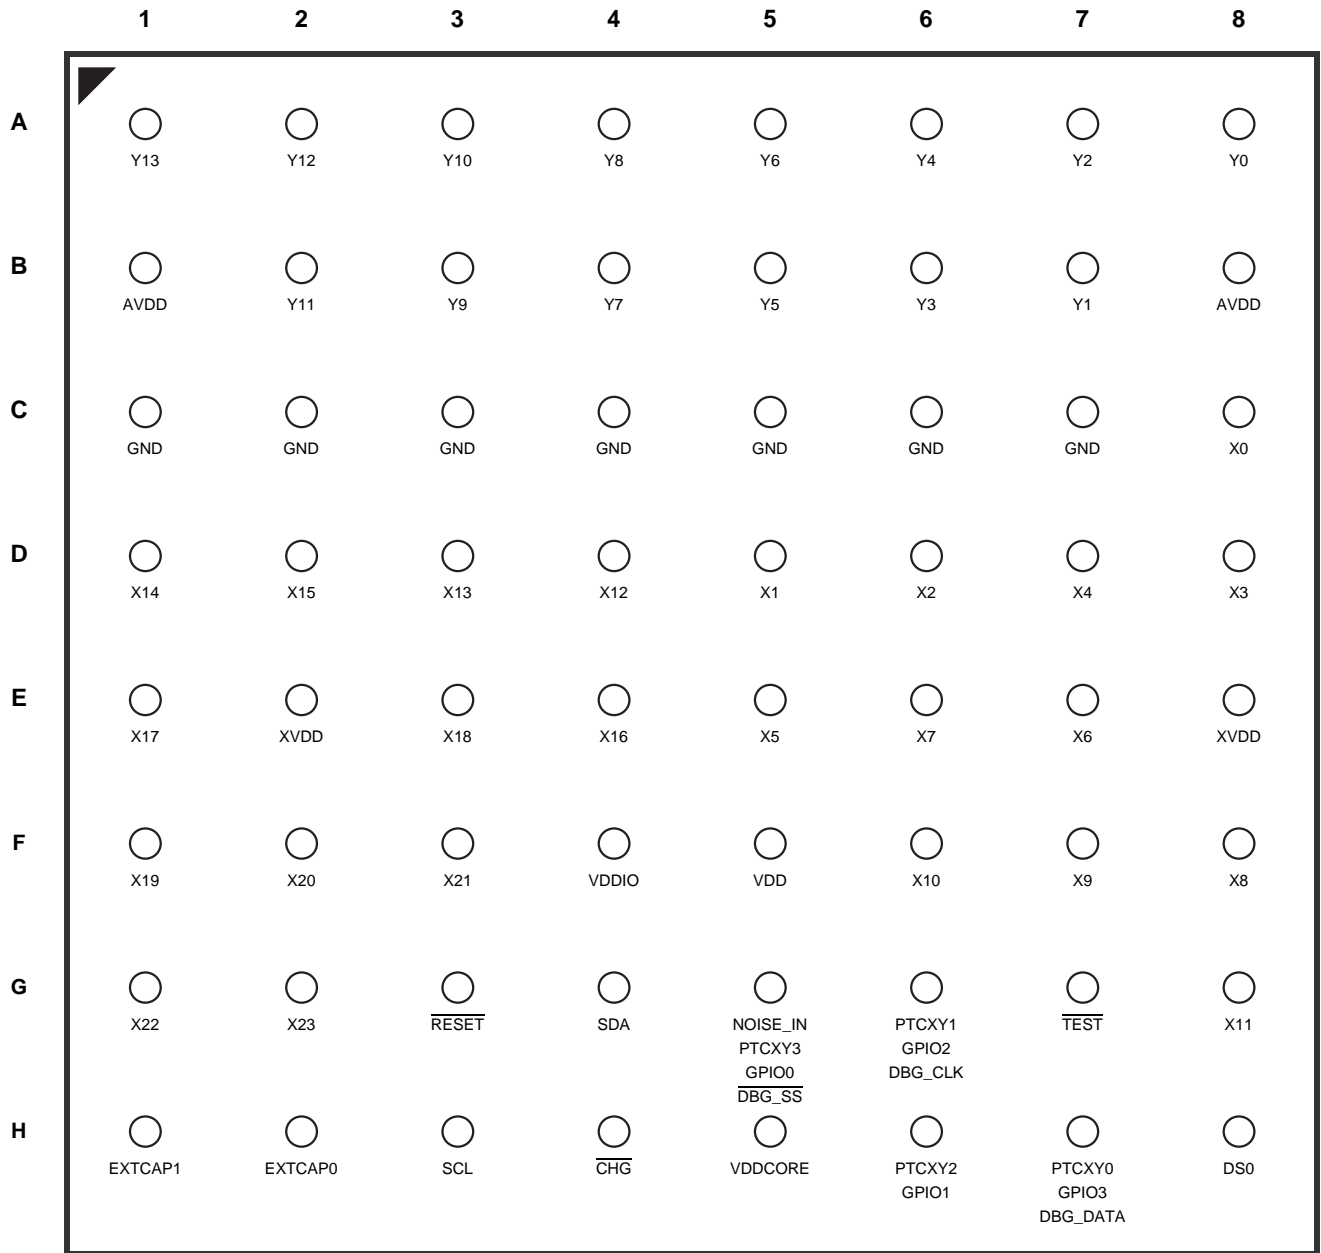 1 2 3 4 5 6 7 8
A
Y13 Y12 Y10 Y8 Y6 Y4 Y2 Y0
B
AVDD Y11 Y9 Y7 Y5 Y3 Y1 AVDD
C
GND GND GND GND GND GND GND X0
D
X14 X15 X13 X12 X1 X2 X4 X3
E
X17 XVDD X18 X16 X5 X7 X6 XVDD
F
X19 X20 X21 VDDIO VDD X10 X9 X8
G
X22 X23 RESET SDA NOISE_IN PTCXY1 TEST X11
PTCXY3 GPIO2
GPIO0 DBG_CLK
DBG_SS
H
EXTCAP1 EXTCAP0 SCL CHG VDDCORE PTCXY2 PTCXY0 DS0
GPIO1 GPIO3
DBG_DATA